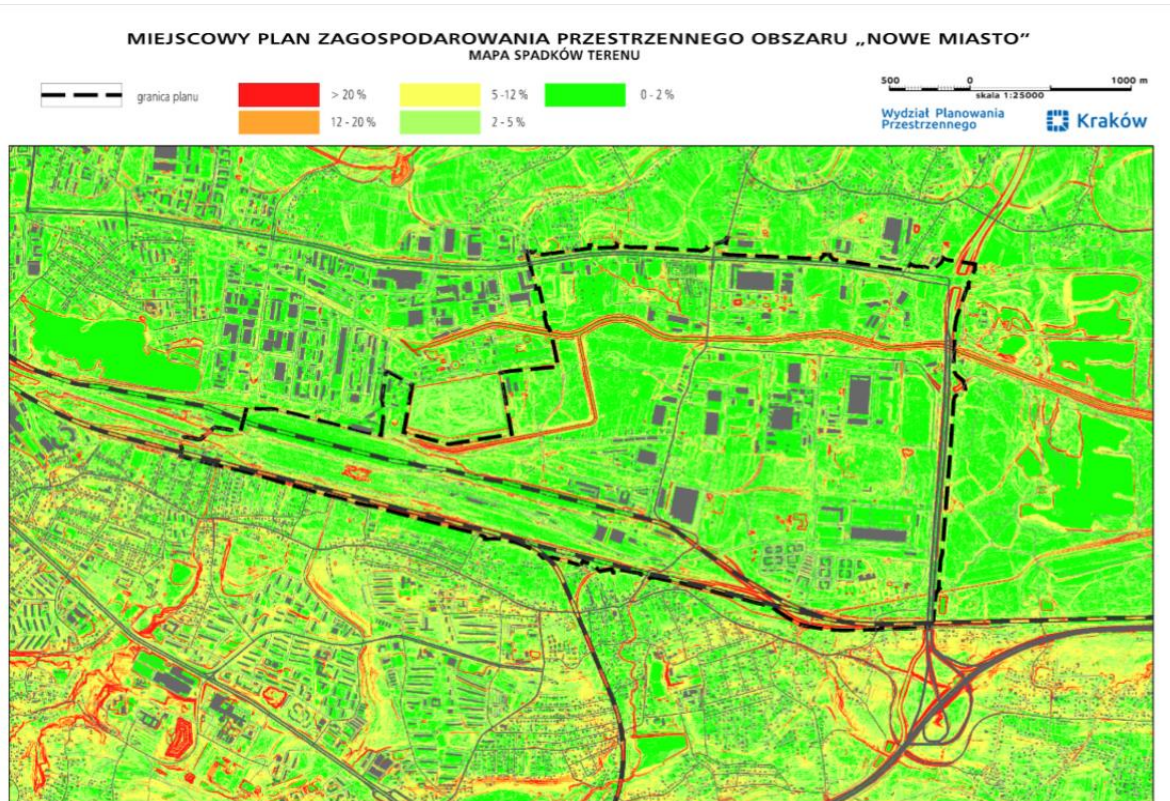 MIEJSCOWY PLAN ZAGOSPODAROWANIA PRZESTRZENNEGO OBSZARU „NOWE MIASTO”
MAPA SPADKÓW TERENU
granica planu
> 20 %
5 -12 %
0 - 2 %
12 - 20 %
2 - 5 %
500 0 1000 m
skala 1:25000
Wydział Planowania
Przestrzennego
Kraków